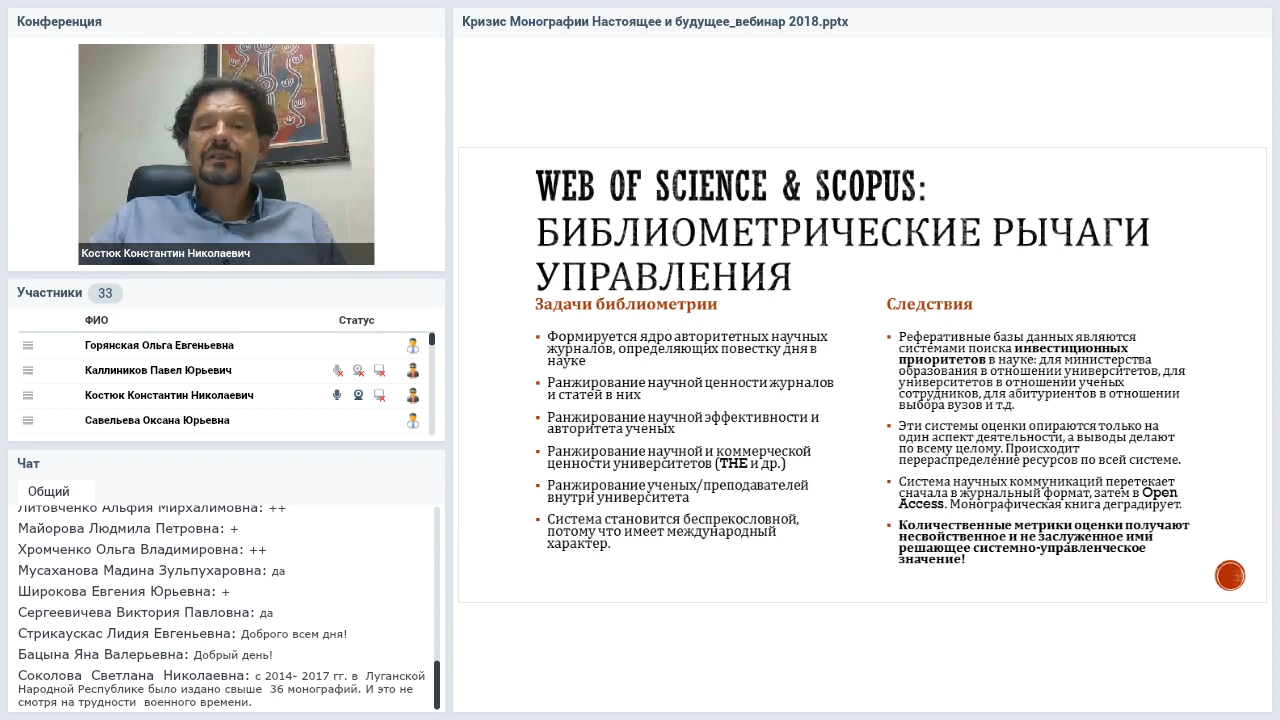 Конференция
Костюк Константин Николаевич
Участники 33
ФИО Статус
Горянская Ольга Евгеньевна
Каллиников Павел Юрьевич
Костюк Константин Николаевич
Савельева Оксана Юрьевна
Чат
Общий
Литовченко Альфия Мирхалимовна: ++
Майорова Людмила Петровна: +
Хромченко Ольга Владимировна: ++
Мусаханова Мадина Зульпухаровна: да
Широкова Евгения Юрьевна: +
Сергеевичева Виктория Павловна: да
Стрикаускас Лидия Евгеньевна: Доброго всем дня!
Бацына Яна Валерьевна: Добрый день!
Соколова Светлана Николаевна: с 2014- 2017 гг. в Луганской
Народной Республике было издано свыше 36 монографий. И это не
смотря на трудности военного времени.
Кризис Монографии Настоящее и будущее_вебинар 2018.pptx
WEB OF SCIENCE & SCOPUS:
БИБЛИОМЕТРИЧЕСКИЕ РЫЧАГИ
УПРАВЛЕНИЯ
Задачи библиометрии
▪ Формируется ядро авторитетных научных
журналов, определяющих повестку дня в
науке
▪ Ранжирование научной ценности журналов
и статей в них
▪ Ранжирование научной эффективности и
авторитета ученых
▪ Ранжирование научной и коммерческой
ценности университетов (THE и др.)
▪ Ранжирование ученых/преподавателей
внутри университета
▪ Система становится беспрекословной,
потому что имеет международный
характер.
Следствия
▪ Реферативные базы данных являются
системами поиска инвестиционных
приоритетов в науке: для министерства
образования в отношении университетов, для
университетов в отношении ученых
сотрудников, для абитуриентов в отношении
выбора вузов и т.д.
▪ Эти системы оценки опираются только на
один аспект деятельности, а выводы делают
по всему целому. Происходит
перераспределение ресурсов по всей системе.
▪ Система научных коммуникаций перетекает
сначала в журнальный формат, затем в Open
Access. Монографическая книга деградирует.
▪ Количественные метрики оценки получают
несвойственное и не заслуженное ими
решающее системно-управленческое
значение!